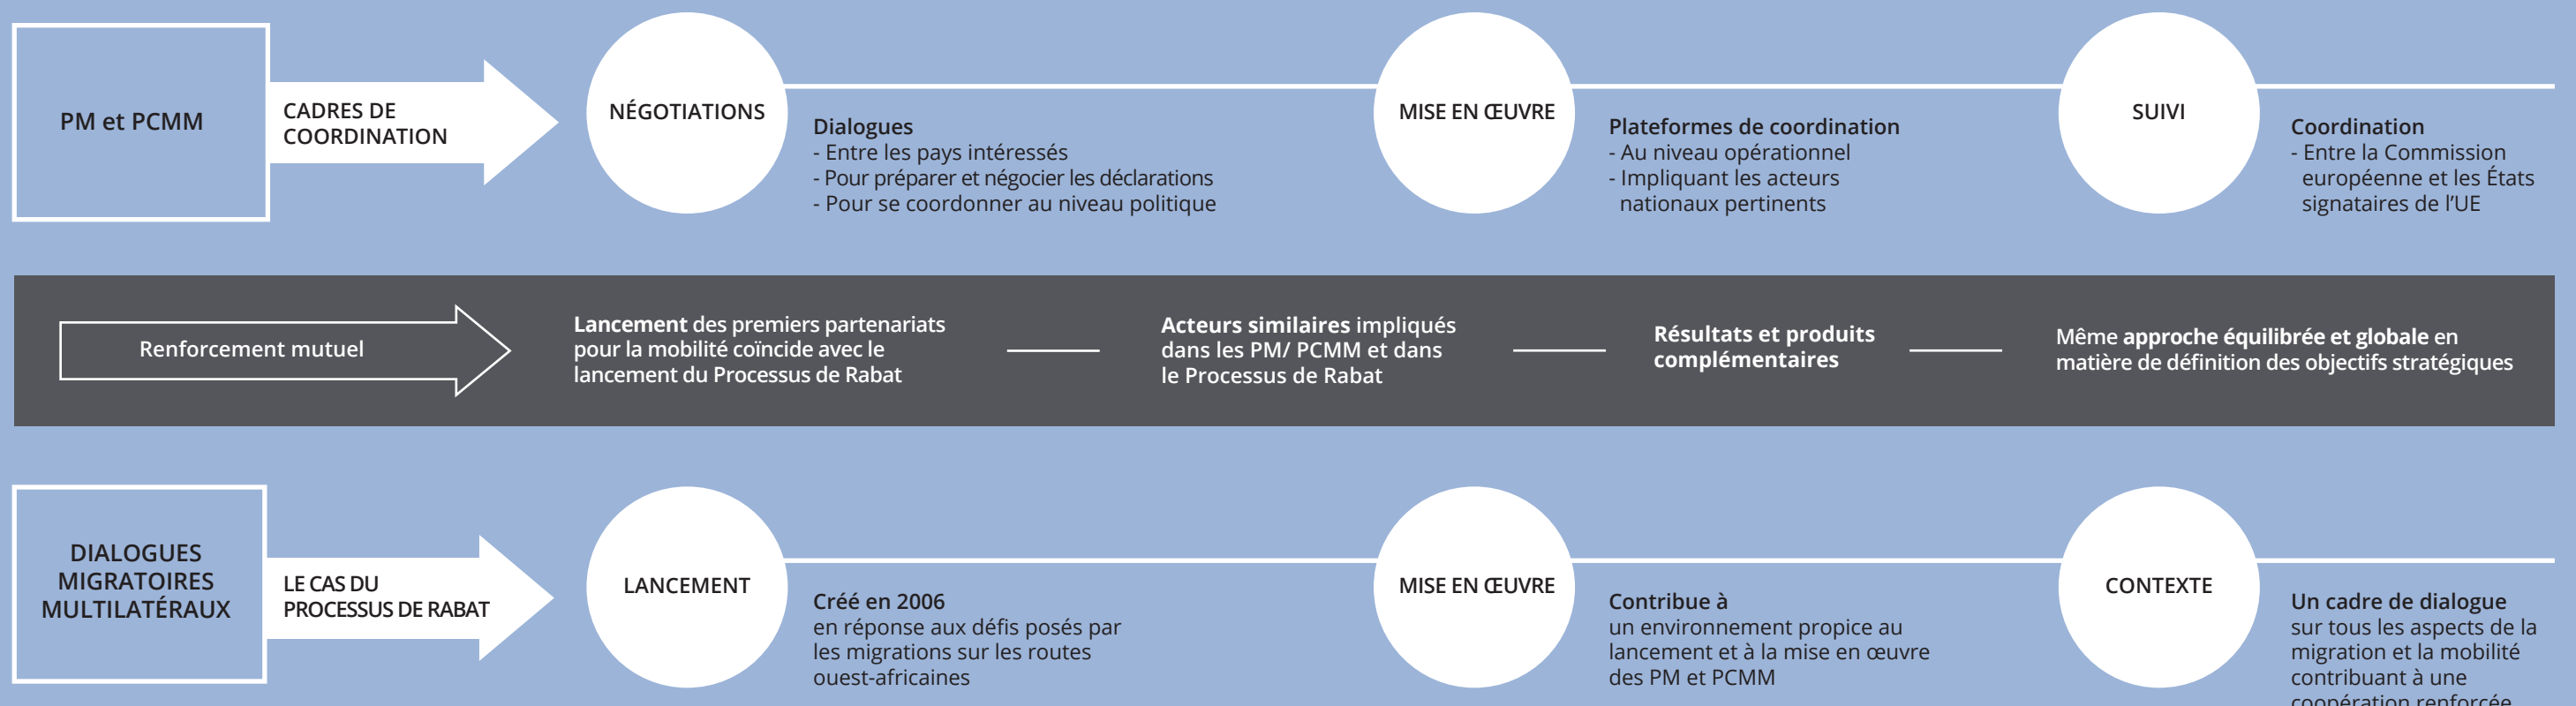 PM et PCMM
CADRES DE
COORDINATION
NÉGOTIATIONS
Dialogues
- Entre les pays intéressés
- Pour préparer et négocier les déclarations
- Pour se coordonner au niveau politique
MISE EN ŒUVRE
Plateformes de coordination
- Au niveau opérationnel
- Impliquant les acteurs
nationaux pertinents
SUIVI
Coordination
- Entre la Commission
européenne et les États
signataires de l'UE
Renforcement mutuel
Lancement des premiers partenariats
pour la mobilité coïncide avec le
lancement du Processus de Rabat
Acteurs similaires impliqués
dans les PM/ PCMM et dans
le Processus de Rabat
Résultats et produits
complémentaires
Même approche équilibrée et globale en
matière de définition des objectifs stratégiques
DIALOGUES
MIGRATOIRES
MULTILATÉRAUX
LE CAS DU
PROCESSUS DE RABAT
LANCEMENT
Créé en 2006
en réponse aux défis posés par
les migrations sur les routes
ouest-africaines
MISE EN ŒUVRE
Contribue à
un environnement propice au
lancement et à la mise en œuvre
des PM et PCMM
CONTEXTE
Un cadre de dialogue
sur tous les aspects de la
migration et la mobilité
contribuant à une
coopération renforcée